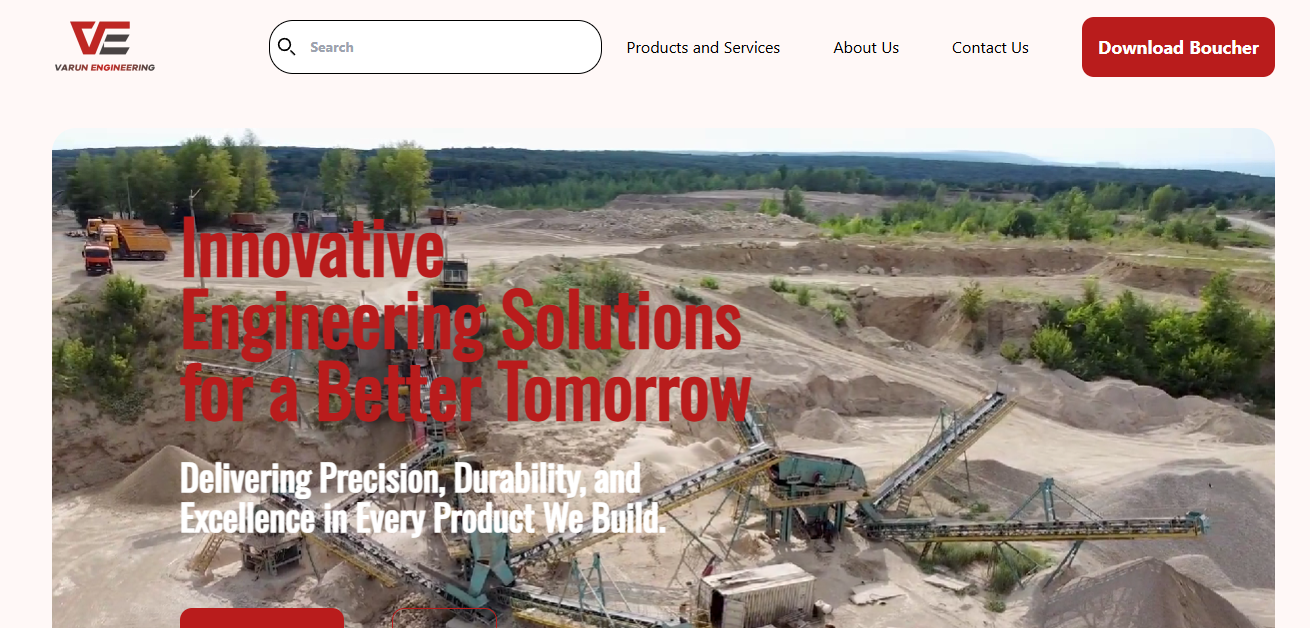 VE
VARUN ENGINEERING
Search
Products and Services
About Us
Contact Us
Download Boucher
Innovative
Engineering Solutions
for a Better Tomorrow
Delivering Precision, Durability, and
Excellence in Every Product We Build.